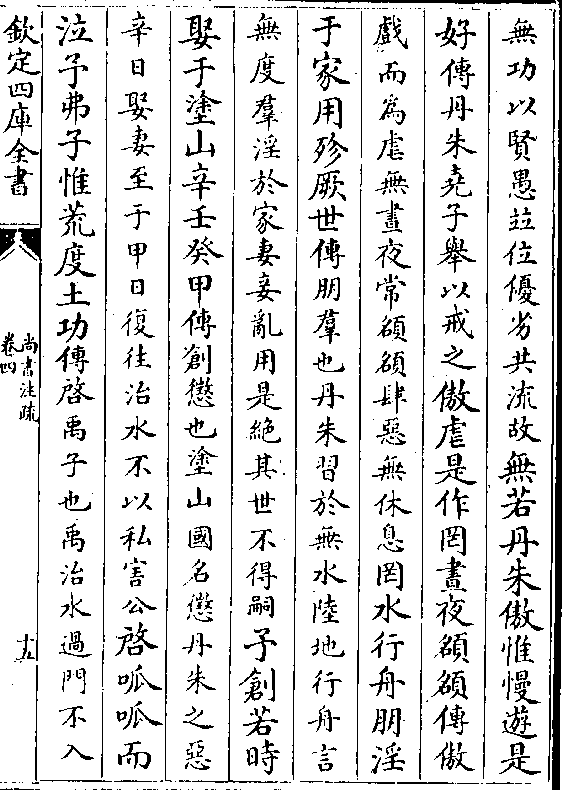 無功以賢愚並位優劣共流故無若丹朱傲惟慢遊是
好傳丹朱堯子舉以戒之傲虐是作罔晝夜頟頟傳傲
戲而為虐無晝夜常頟頟肆惡無休息罔水行舟朋淫
于家用殄厥世傳朋羣也丹朱習於無水陸地行舟言
無度羣淫於家妻妾亂用是絶其世不得嗣予創若時
娶于塗山辛壬癸甲傳創懲也塗山國名懲丹朱之惡
辛日娶妻至于甲日復往治水不以私害公啓呱呱而
泣予弗子惟荒度土功傳啓禹子也禹治水過門不入
欽定四庫全書
尚書注疏
卷四
十五